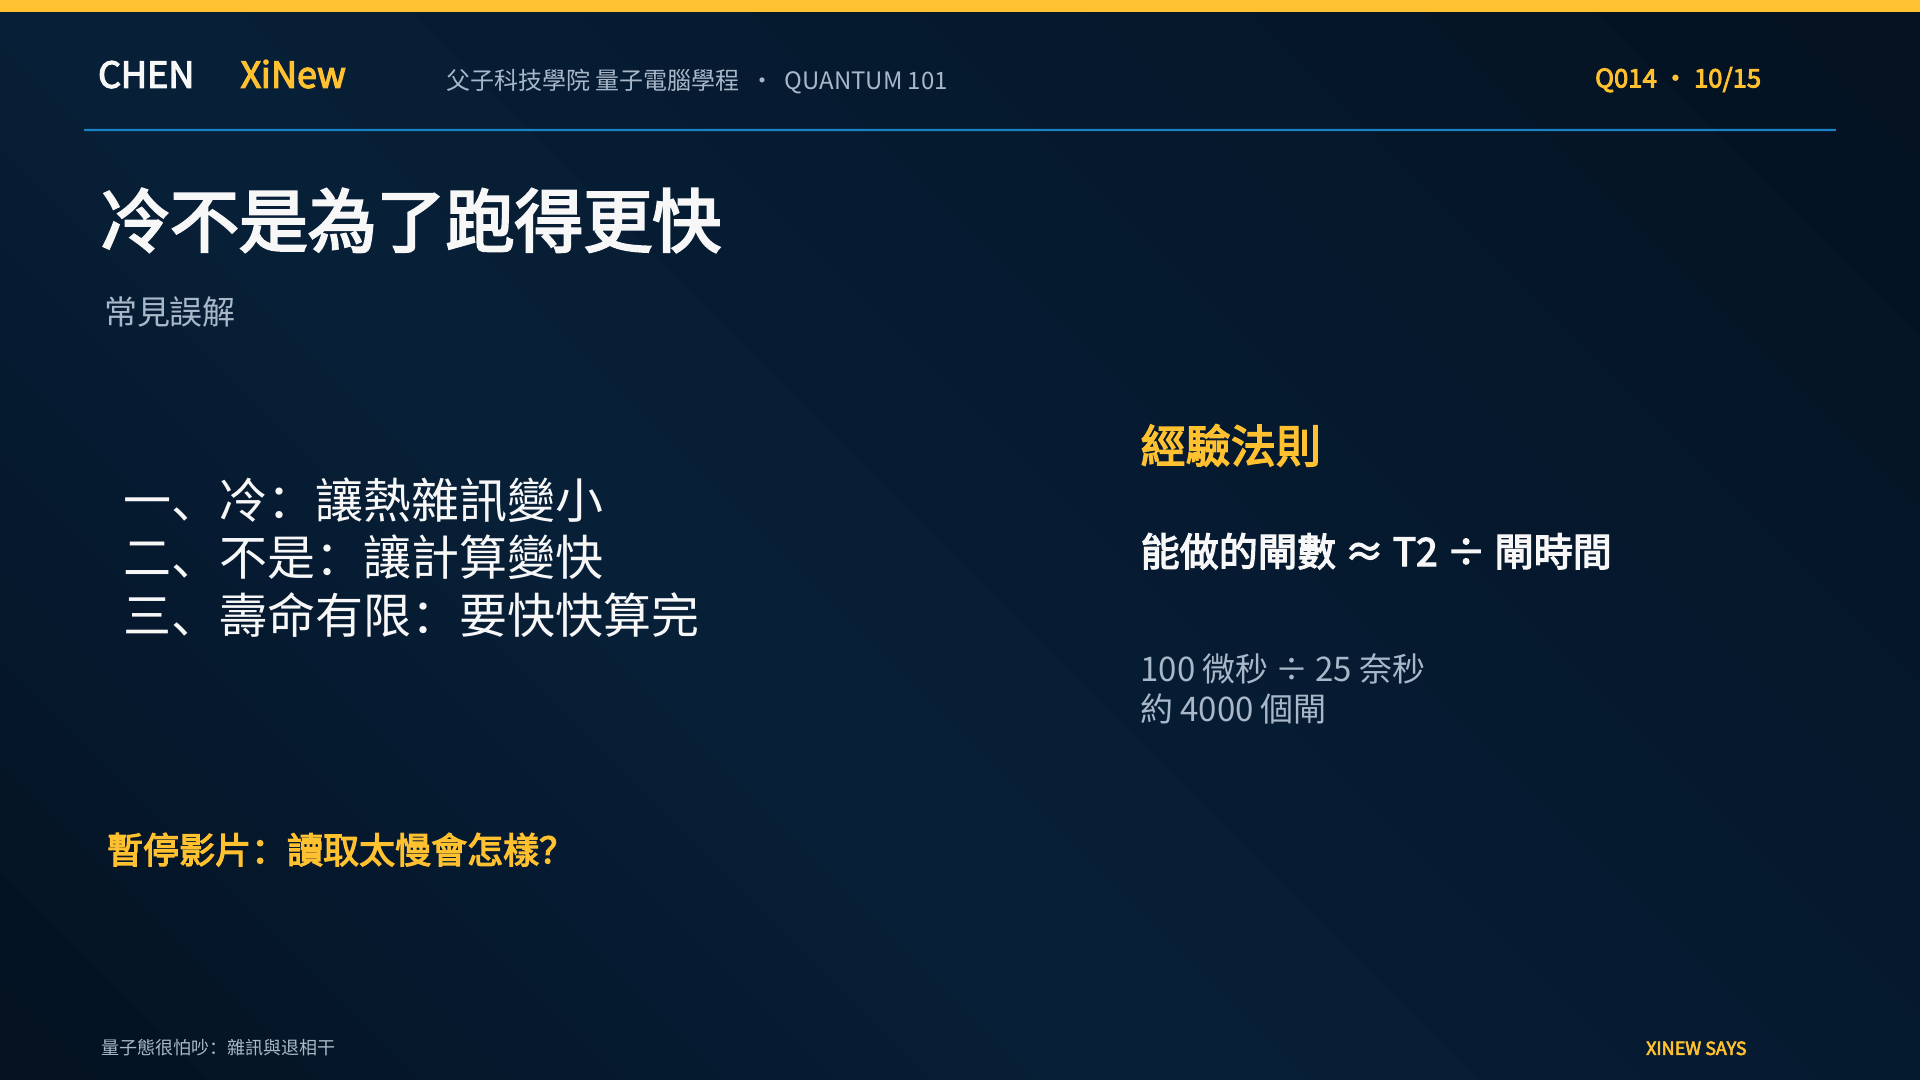 CHEN XiNew 父子科技學院 量子電腦學程 • QUANTUM 101 Q014 • 10/15
冷不是為了跑得更快
常見誤解
一、冷：讓熱雜訊變小
二、不是：讓計算變快
三、壽命有限：要快快算完
經驗法則
能做的閘數 ≈ T2 ÷ 閘時間
100 微秒 ÷ 25 奈秒
約 4000 個閘
暫停影片：讀取太慢會怎樣？
量子態很怕吵：雜訊與退相干
XINEW SAYS